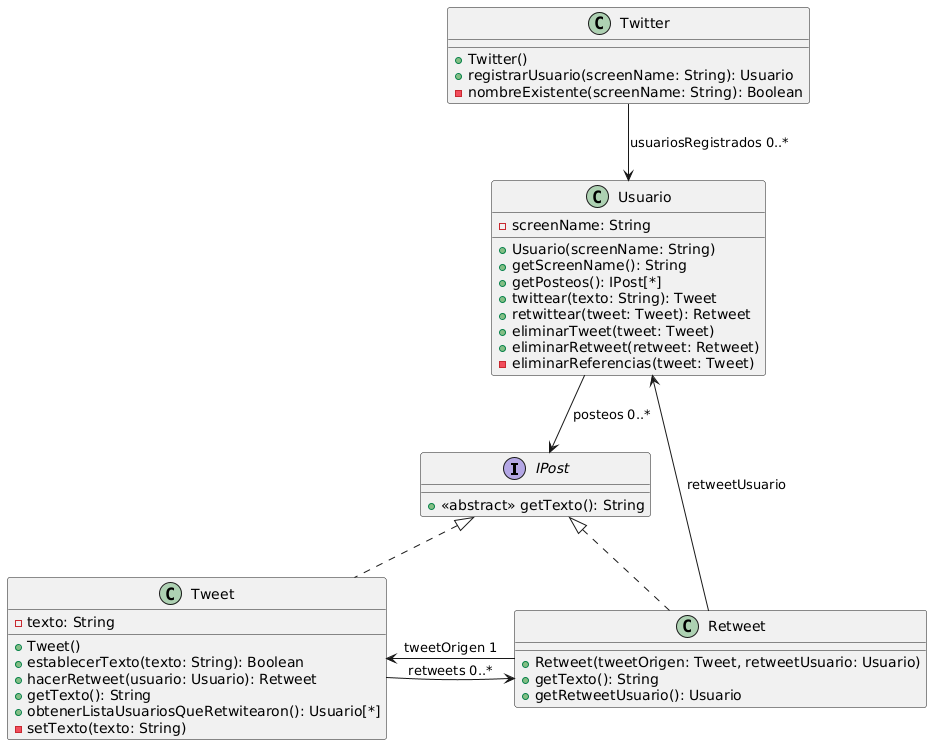 C Twitter
Twitter()
registrarUsuario(screenName: String): Usuario
nombreExistente(screenName: String): Boolean
usuariosRegistrados 0..*
C Usuario
screenName: String
Usuario(screenName: String)
getScreenName(): String
getPosteos(): IPost[*]
twittear(texto: String): Tweet
retwittear(tweet: Tweet): Retweet
eliminarTweet(tweet: Tweet)
eliminarRetweet(retweet: Retweet)
eliminarReferencias(tweet: Tweet)
posteos 0..*
I IPost
«abstract» getTexto(): String
retweetUsuario
C Tweet
texto: String
Tweet()
establecerTexto(texto: String): Boolean
hacerRetweet(usuario: Usuario): Retweet
getTexto(): String
obtenerListaUsuariosQueRetwitearon(): Usuario[*]
setTexto(texto: String)
tweetOrigen 1
retweets 0..*
C Retweet
Retweet(tweetOrigen: Tweet, retweetUsuario: Usuario)
getTexto(): String
getRetweetUsuario(): Usuario